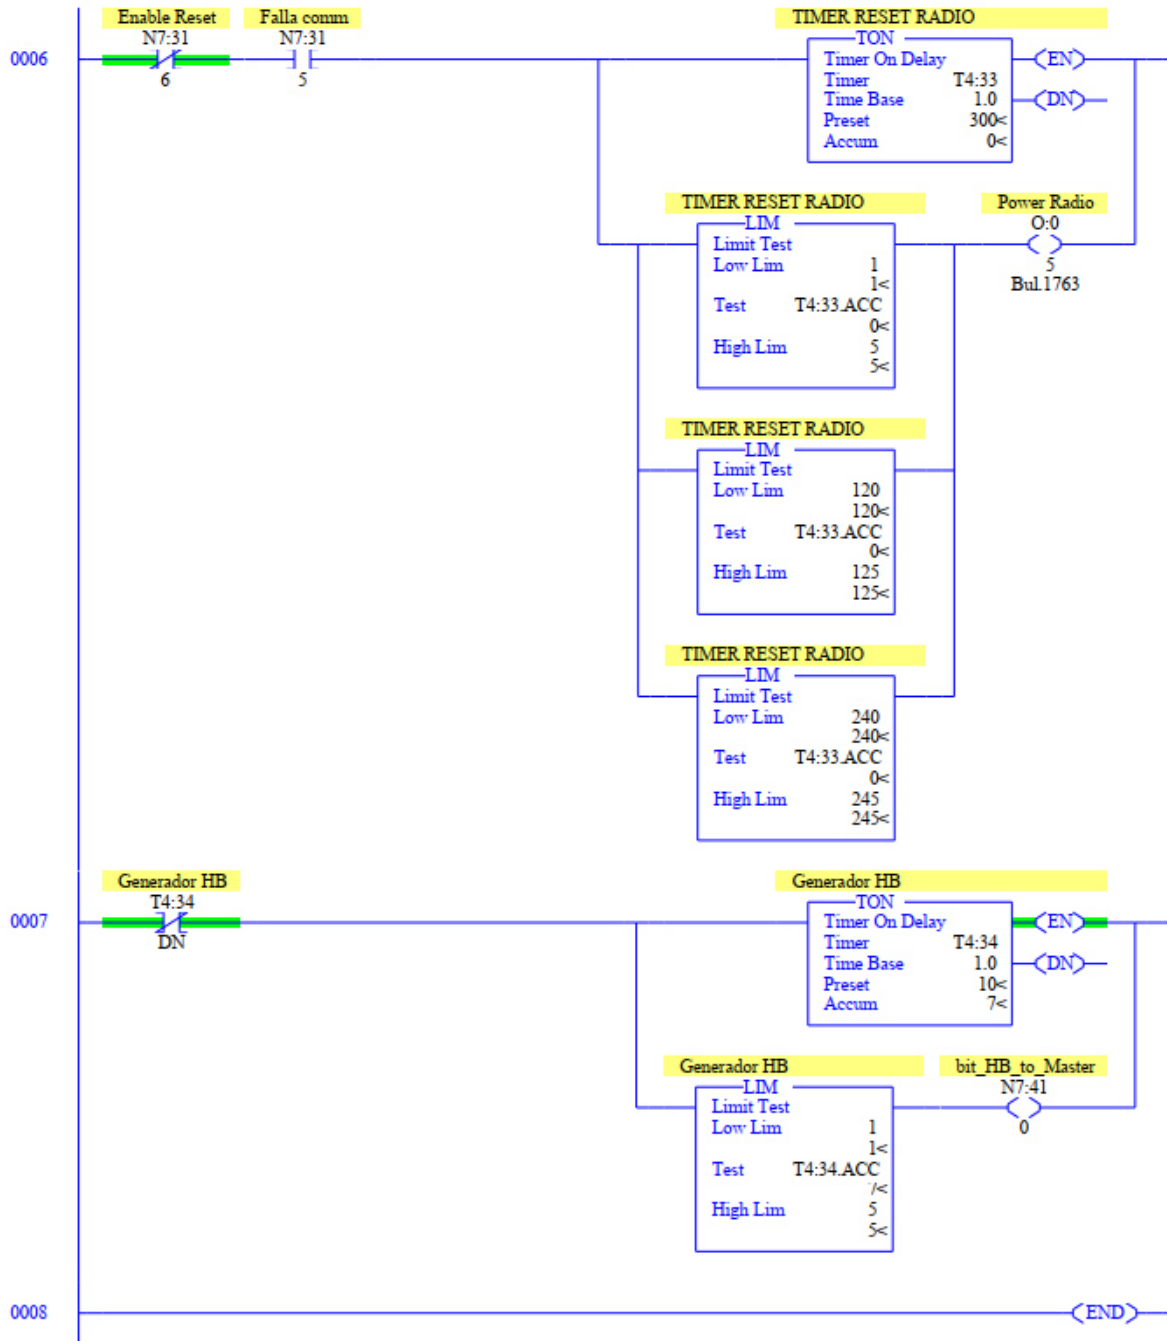 Enable Reset Falla comm TIMER RESET RADIO
N7:31 N7:31 TON
0006 Timer On Delay EN
6 5 Timer T4:33
Time Base 1.0 DN
Preset 300<
Accum 0<
TIMER RESET RADIO Power Radio
LIM O:0
Limit Test
Low Lim 1 5
1< Bul.1763
Test T4:33.ACC
0<
High Lim 5
5<
TIMER RESET RADIO
LIM
Limit Test
Low Lim 120
120<
Test T4:33.ACC
0<
High Lim 125
125<
TIMER RESET RADIO
LIM
Limit Test
Low Lim 240
240<
Test T4:33.ACC
0<
High Lim 245
245<
Generador HB Generador HB
T4:34 TON
0007 Timer On Delay EN
DN Timer T4:34
Time Base 1.0 DN
Preset 10<
Accum 7<
Generador HB bit_HB_to_Master
LIM N7:41
Limit Test
Low Lim 1 0
1<
Test T4:34.ACC
7<
High Lim 5
5<
0008 END